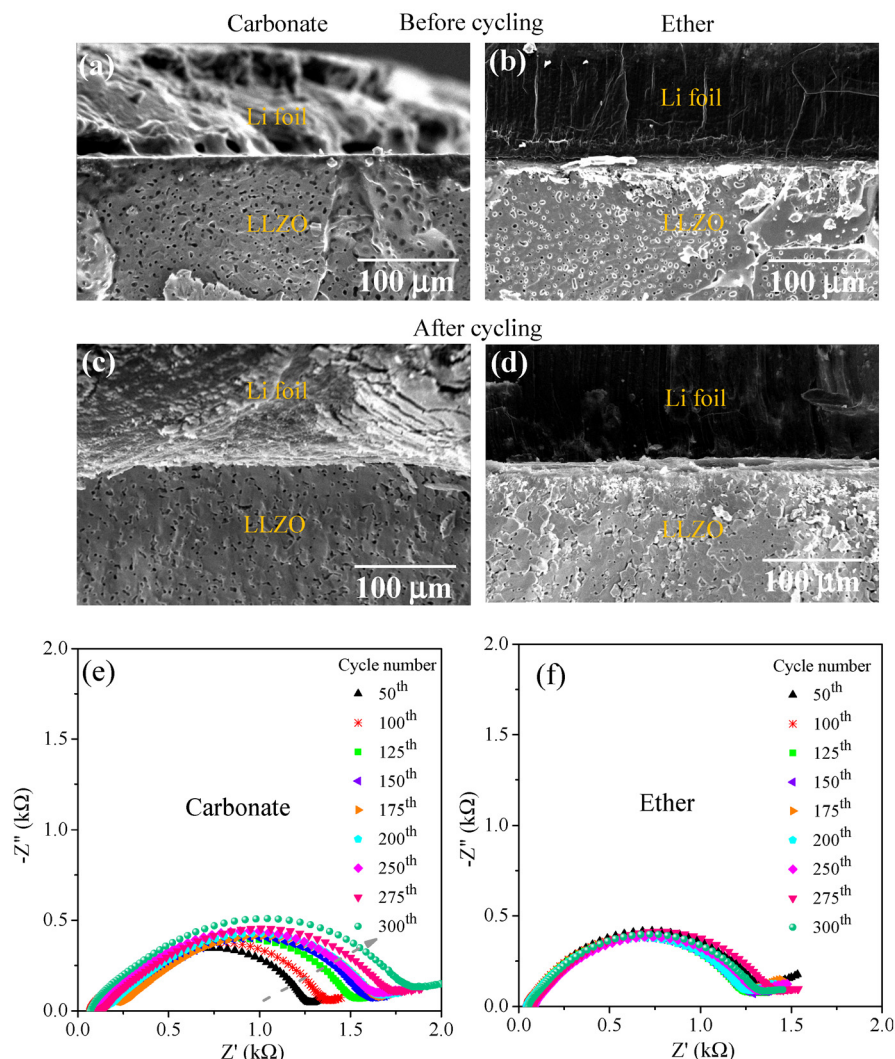 Carbonate Before cycling Ether
(a) (b)
Li foil Li foil
LLZO LLZO
100 μm 100 μm
After cycling
(c) (d)
Li foil Li foil
LLZO LLZO
100 μm 100 μm
(e)
2.0
1.5
1.0
0.5
0.0
-Z" (kΩ)
Cycle number
50th
100th
125th
150th
175th
200th
250th
275th
300th
Carbonate
0.0 0.5 1.0 1.5 2.0
Z' (kΩ)
(f)
2.0
1.5
1.0
0.5
0.0
-Z" (kΩ)
Cycle number
50th
100th
125th
150th
175th
200th
250th
275th
300th
Ether
0.0 0.5 1.0 1.5 2.0
Z' (kΩ)